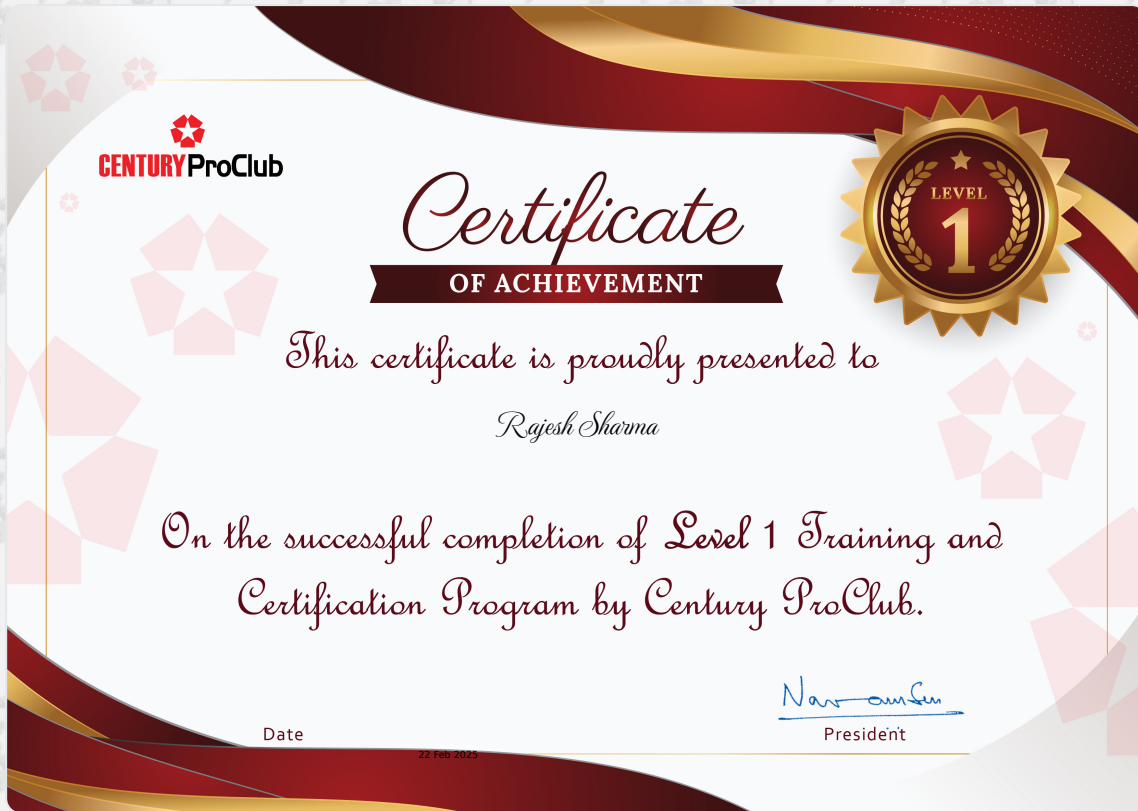 CENTURY ProClub
LEVEL
1
Certificate
OF ACHIEVEMENT
This certificate is proudly presented to
Rajesh Sharma
On the successful completion of Level 1 Training and
Certification Program by Century ProClub.
Date
President
22 Feb 2025